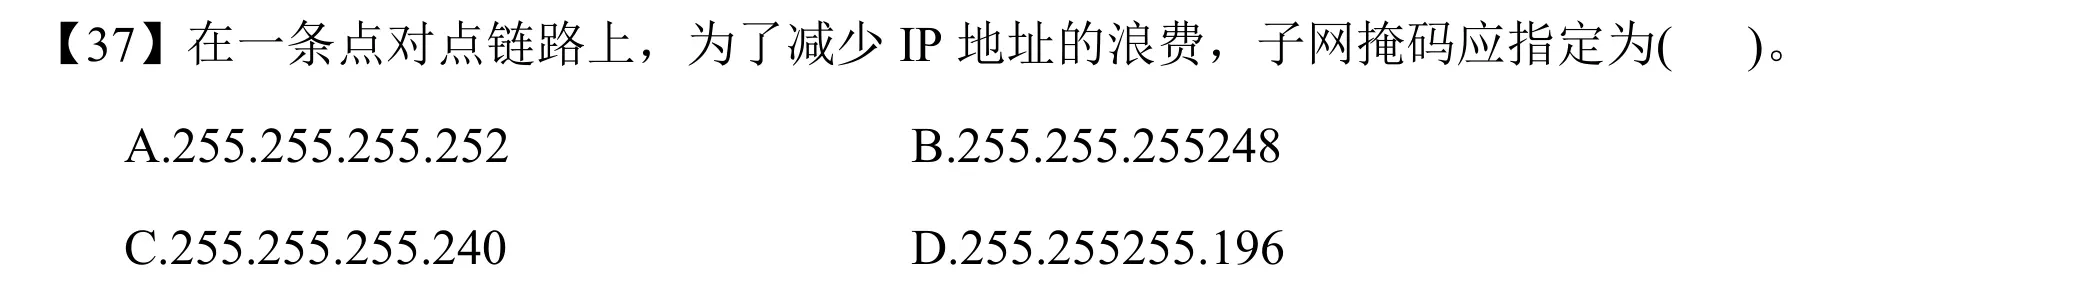 【37】在一条点对点链路上，为了减少 IP 地址的浪费，子网掩码应指定为(    )。
A.255.255.255.252    B.255.255.255248
C.255.255.255.240    D.255.255255.196